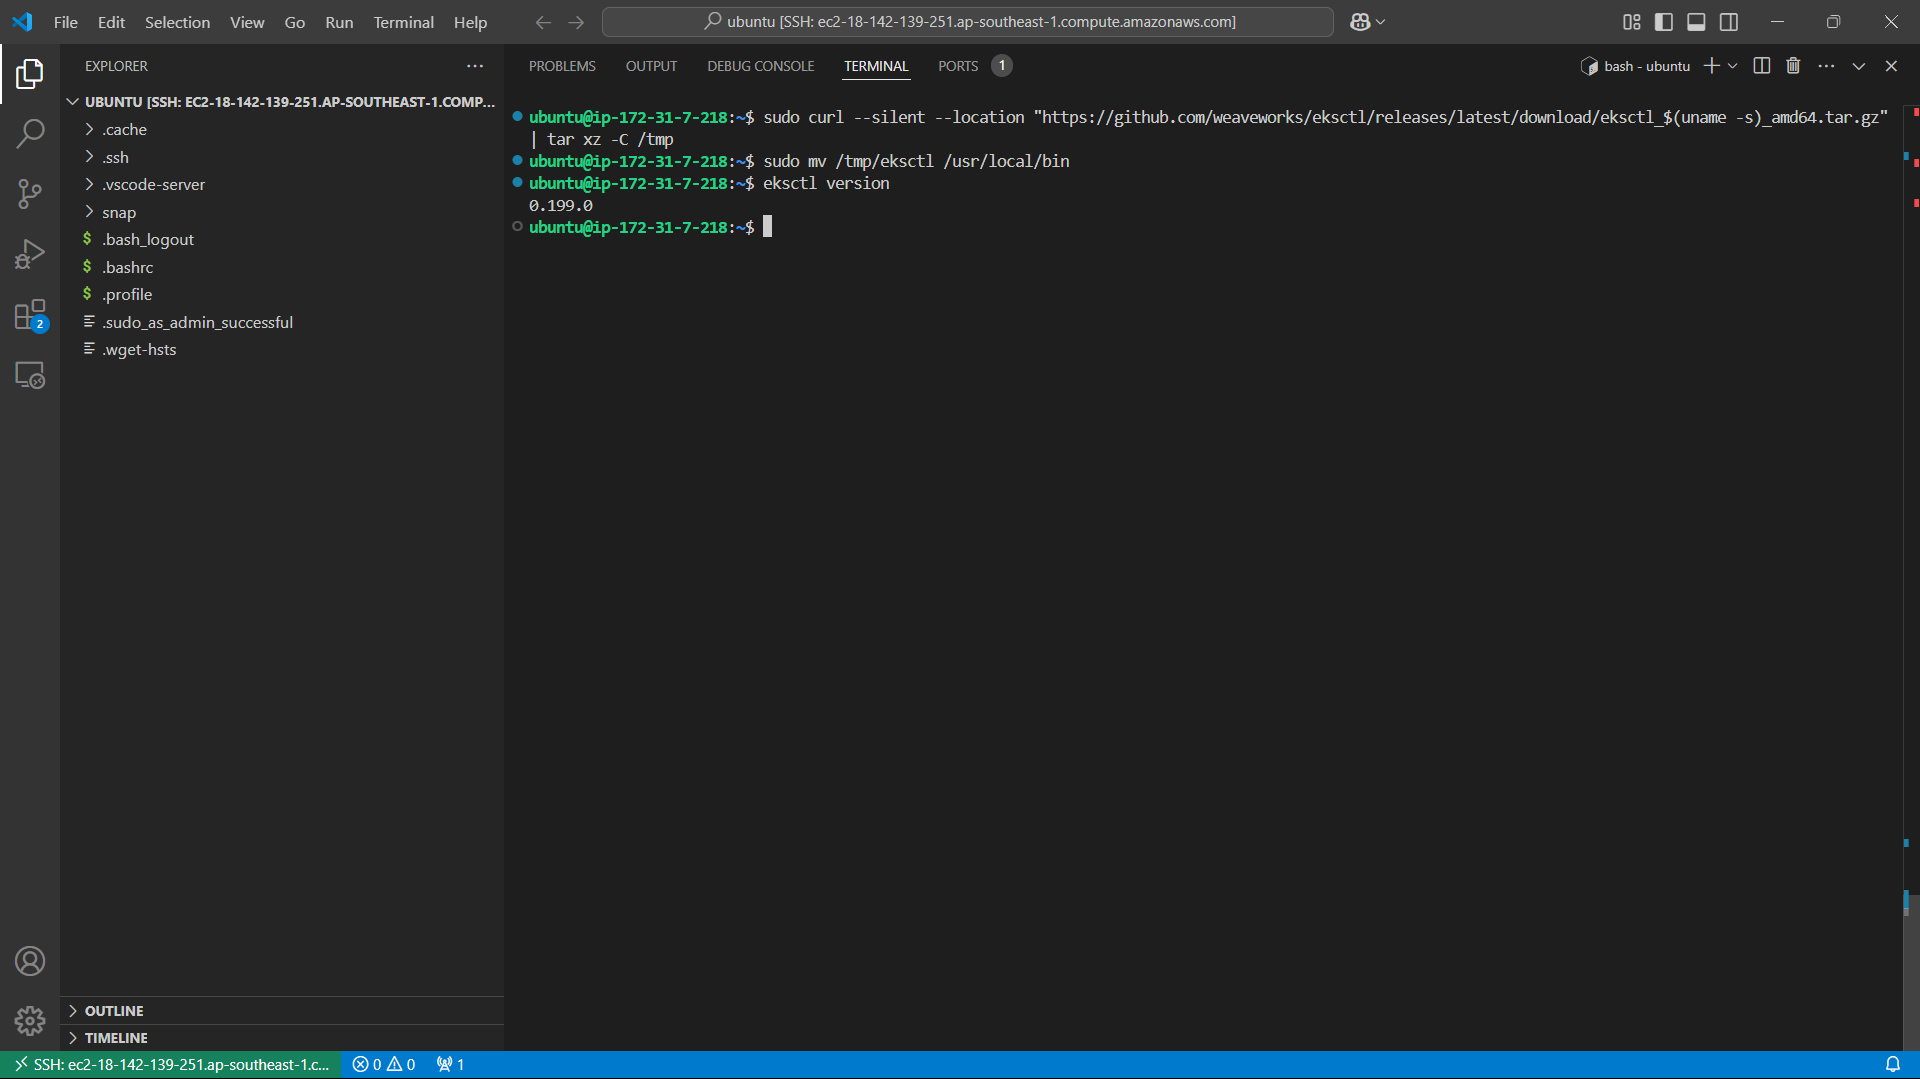 File Edit Selection View Go Run Terminal Help
ubuntu [SSH: ec2-18-142-139-251.ap-southeast-1.compute.amazonaws.com]
EXPLORER
UBUNTU [SSH: EC2-18-142-139-251.AP-SOUTHEAST-1.COMP...
.cache
.ssh
.vscode-server
snap
$ .bash_logout
$ .bashrc
$ .profile
.sudo_as_admin_successful
.wget-hsts
2
OUTLINE
TIMELINE
PROBLEMS OUTPUT DEBUG CONSOLE TERMINAL PORTS 1
bash - ubuntu
ubuntu@ip-172-31-7-218:~$ sudo curl --silent --location "https://github.com/weaveworks/eksctl/releases/latest/download/eksctl_$(uname -s)_amd64.tar.gz"
| tar xz -C /tmp
ubuntu@ip-172-31-7-218:~$ sudo mv /tmp/eksctl /usr/local/bin
ubuntu@ip-172-31-7-218:~$ eksctl version
0.199.0
ubuntu@ip-172-31-7-218:~$
SSH: ec2-18-142-139-251.ap-southeast-1.c... 0 0 1